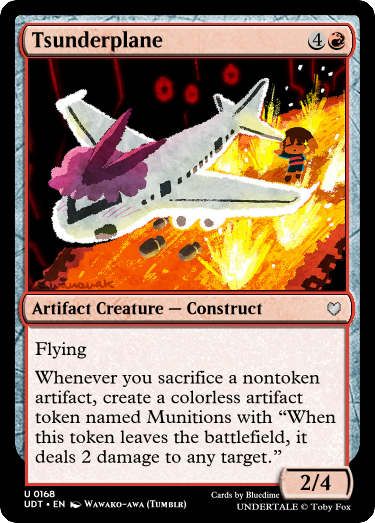 Tsunderplane 4
Wawavak
Artifact Creature — Construct
Flying
Whenever you sacrifice a nontoken
artifact, create a colorless artifact
token named Munitions with “When
this token leaves the battlefield, it
deals 2 damage to any target.”
2/4
U 0168
UDT • EN Wawako-awa (Tumblr)
Cards by Bluedime
UNDERTALE © Toby Fox